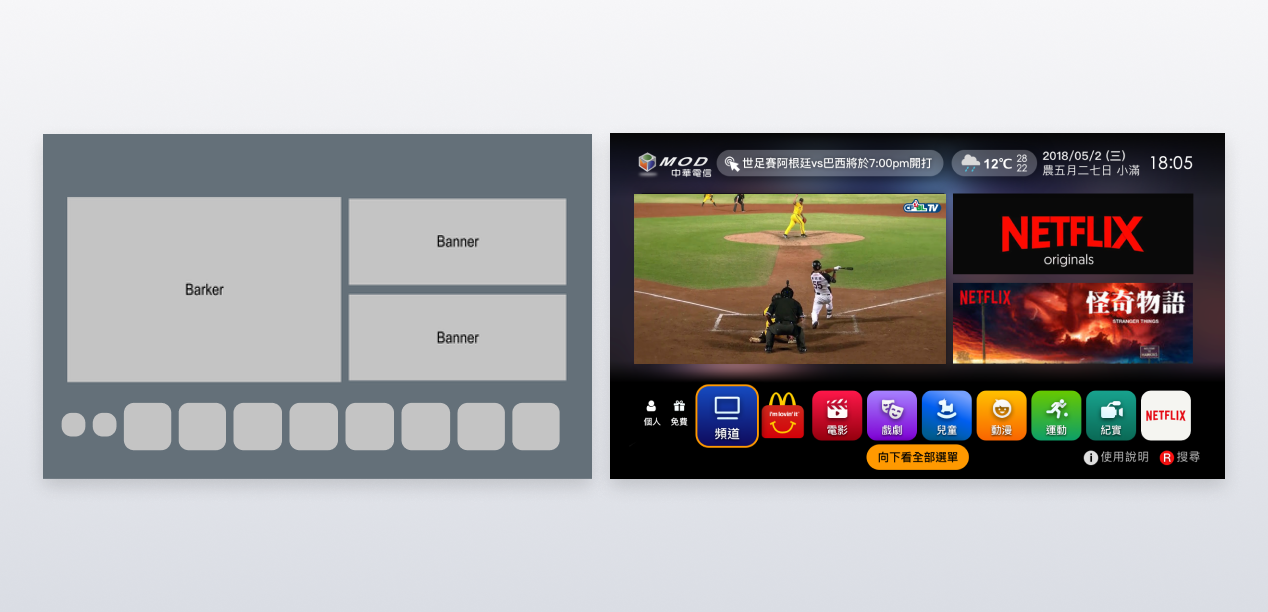 Barker
Banner
Banner
MOD
中華電信
世足賽阿根廷vs巴西將於7:00pm開打
12℃
28
22
2018/05/2 (三)
農五月二七日 小滿
18:05
CPBL TV
55
NETFLIX
originals
NETFLIX
怪奇物語
STRANGER THINGS
個人
免費
頻道
i'm lovin' it
電影
戲劇
兒童
動漫
運動
紀實
NETFLIX
向下看全部選單
i 使用說明
R 搜尋